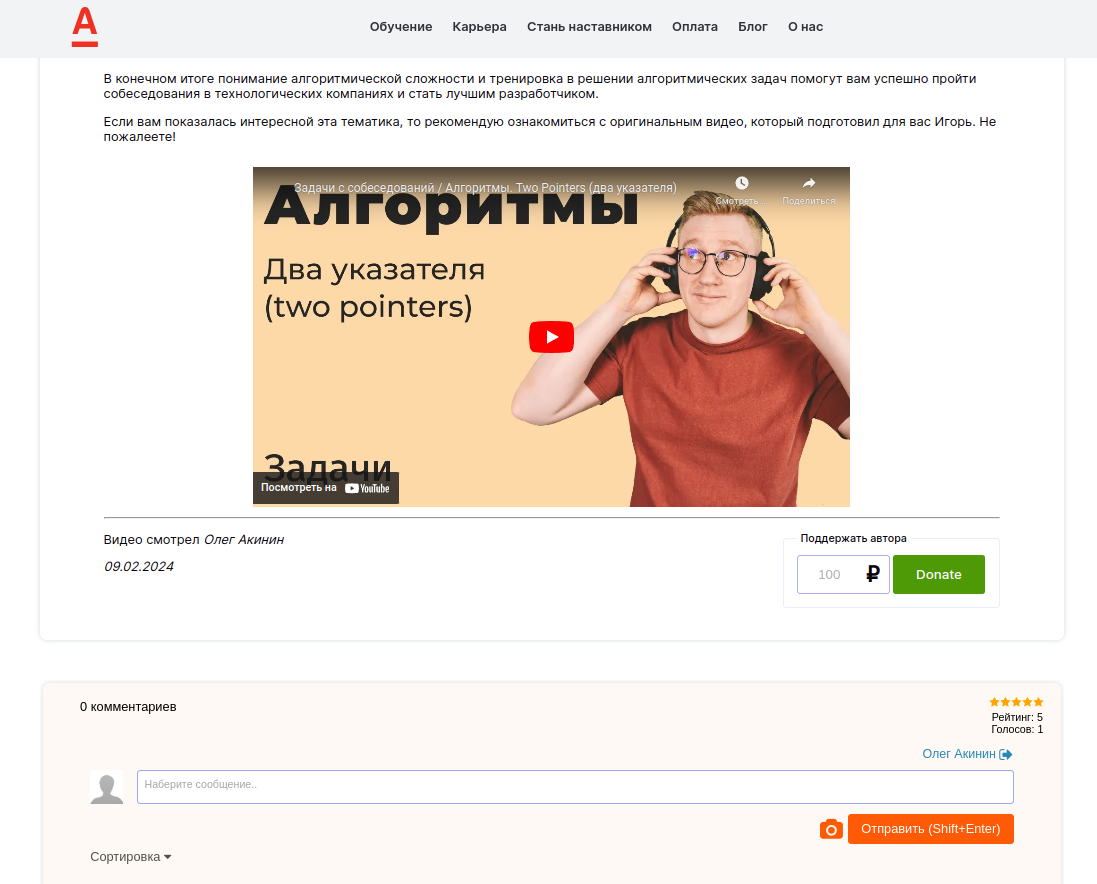 А
Обучение Карьера Стань наставником Оплата Блог О нас
В конечном итоге понимание алгоритмической сложности и тренировка в решении алгоритмических задач помогут вам успешно пройти
собеседования в технологических компаниях и стать лучшим разработчиком.
Если вам показалась интересной эта тематика, то рекомендую ознакомиться с оригинальным видео, который подготовил для вас Игорь. Не
пожалеете!
Задачи с собеседований / Алгоритмы. Two Pointers (два указателя)
Смотреть ... Поделиться
Алгоритмы
Два указателя
(two pointers)
Задачи
Посмотреть на YouTube
Видео смотрел Олег Акинин
09.02.2024
Поддержать автора
100 ₽ Donate
0 комментариев
Рейтинг: 5
Голосов: 1
Олег Акинин
Наберите сообщение..
Отправить (Shift+Enter)
Сортировка